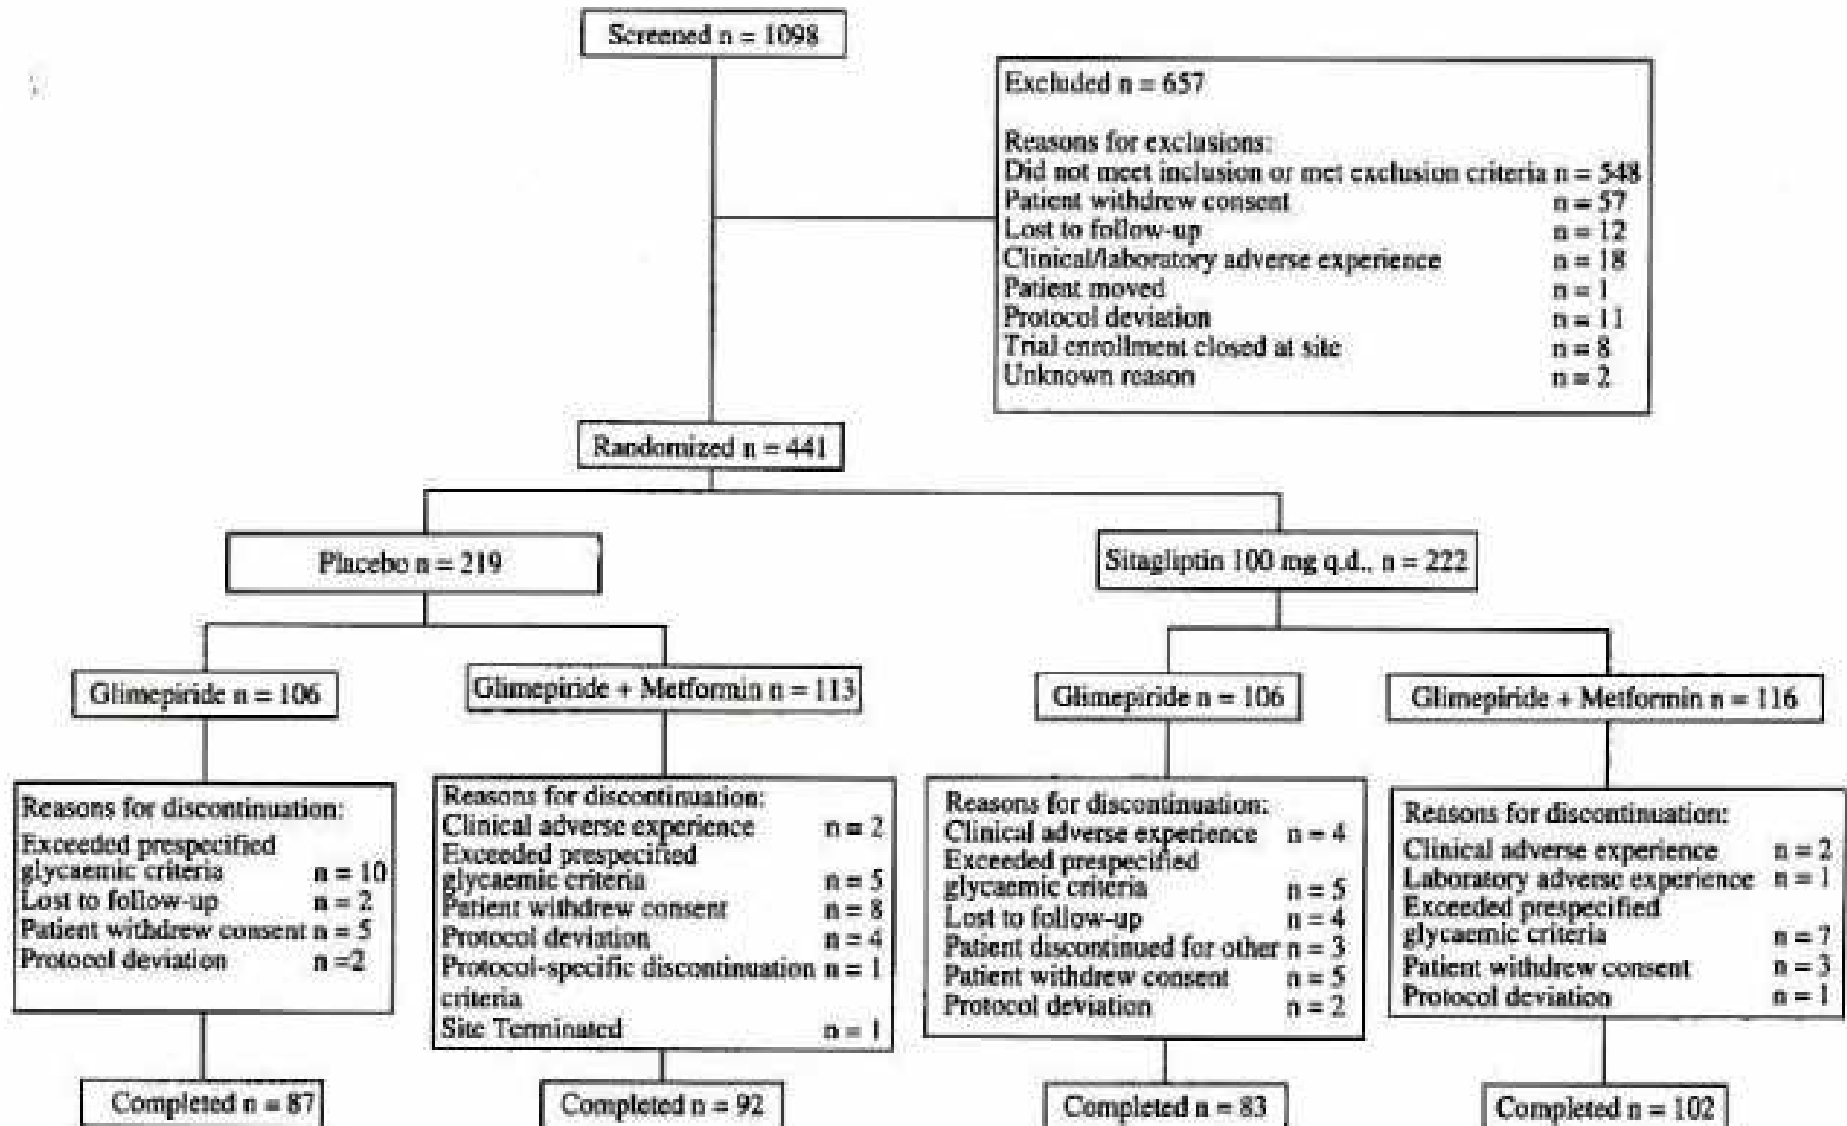 Screened n = 1098
Excluded n = 657
Reasons for exclusions:
Did not meet inclusion or met exclusion criteria n = 548
Patient withdrew consent n = 57
Lost to follow-up n = 12
Clinical/laboratory adverse experience n = 18
Patient moved n = 1
Protocol deviation n = 11
Trial enrollment closed at site n = 8
Unknown reason n = 2
Randomized n = 441
Placebo n = 219
Sitagliptin 100 mg q.d., n = 222
Glimepiride n = 106
Glimepiride + Metformin n = 113
Glimepiride n = 106
Glimepiride + Metformin n = 116
Reasons for discontinuation:
Exceeded prespecified
glycaemic criteria n = 10
Lost to follow-up n = 2
Patient withdrew consent n = 5
Protocol deviation n =2
Reasons for discontinuation:
Clinical adverse experience n = 2
Exceeded prespecified
glycaemic criteria n = 5
Patient withdrew consent n = 8
Protocol deviation n = 4
Protocol-specific discontinuation n = 1
criteria
Site Terminated n = 1
Reasons for discontinuation:
Clinical adverse experience n = 4
Exceeded prespecified
glycaemic criteria n = 5
Lost to follow-up n = 4
Patient discontinued for other n = 3
Patient withdrew consent n = 5
Protocol deviation n = 2
Reasons for discontinuation:
Clinical adverse experience n = 2
Laboratory adverse experience n = 1
Exceeded prespecified
glycaemic criteria n = 7
Patient withdrew consent n = 3
Protocol deviation n = 1
Completed n = 87
Completed n = 92
Completed n = 83
Completed n = 102